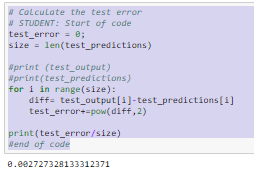 # Calculate the test error
# STUDENT: Start of code
test_error = 0;
size = len(test_predictions)
#print (test_output)
#print(test_predictions)
for i in range(size):
    diff= test_output[i]-test_predictions[i]
    test_error+=pow(diff,2)
print(test_error/size)
#end of code
0.002727328133312371